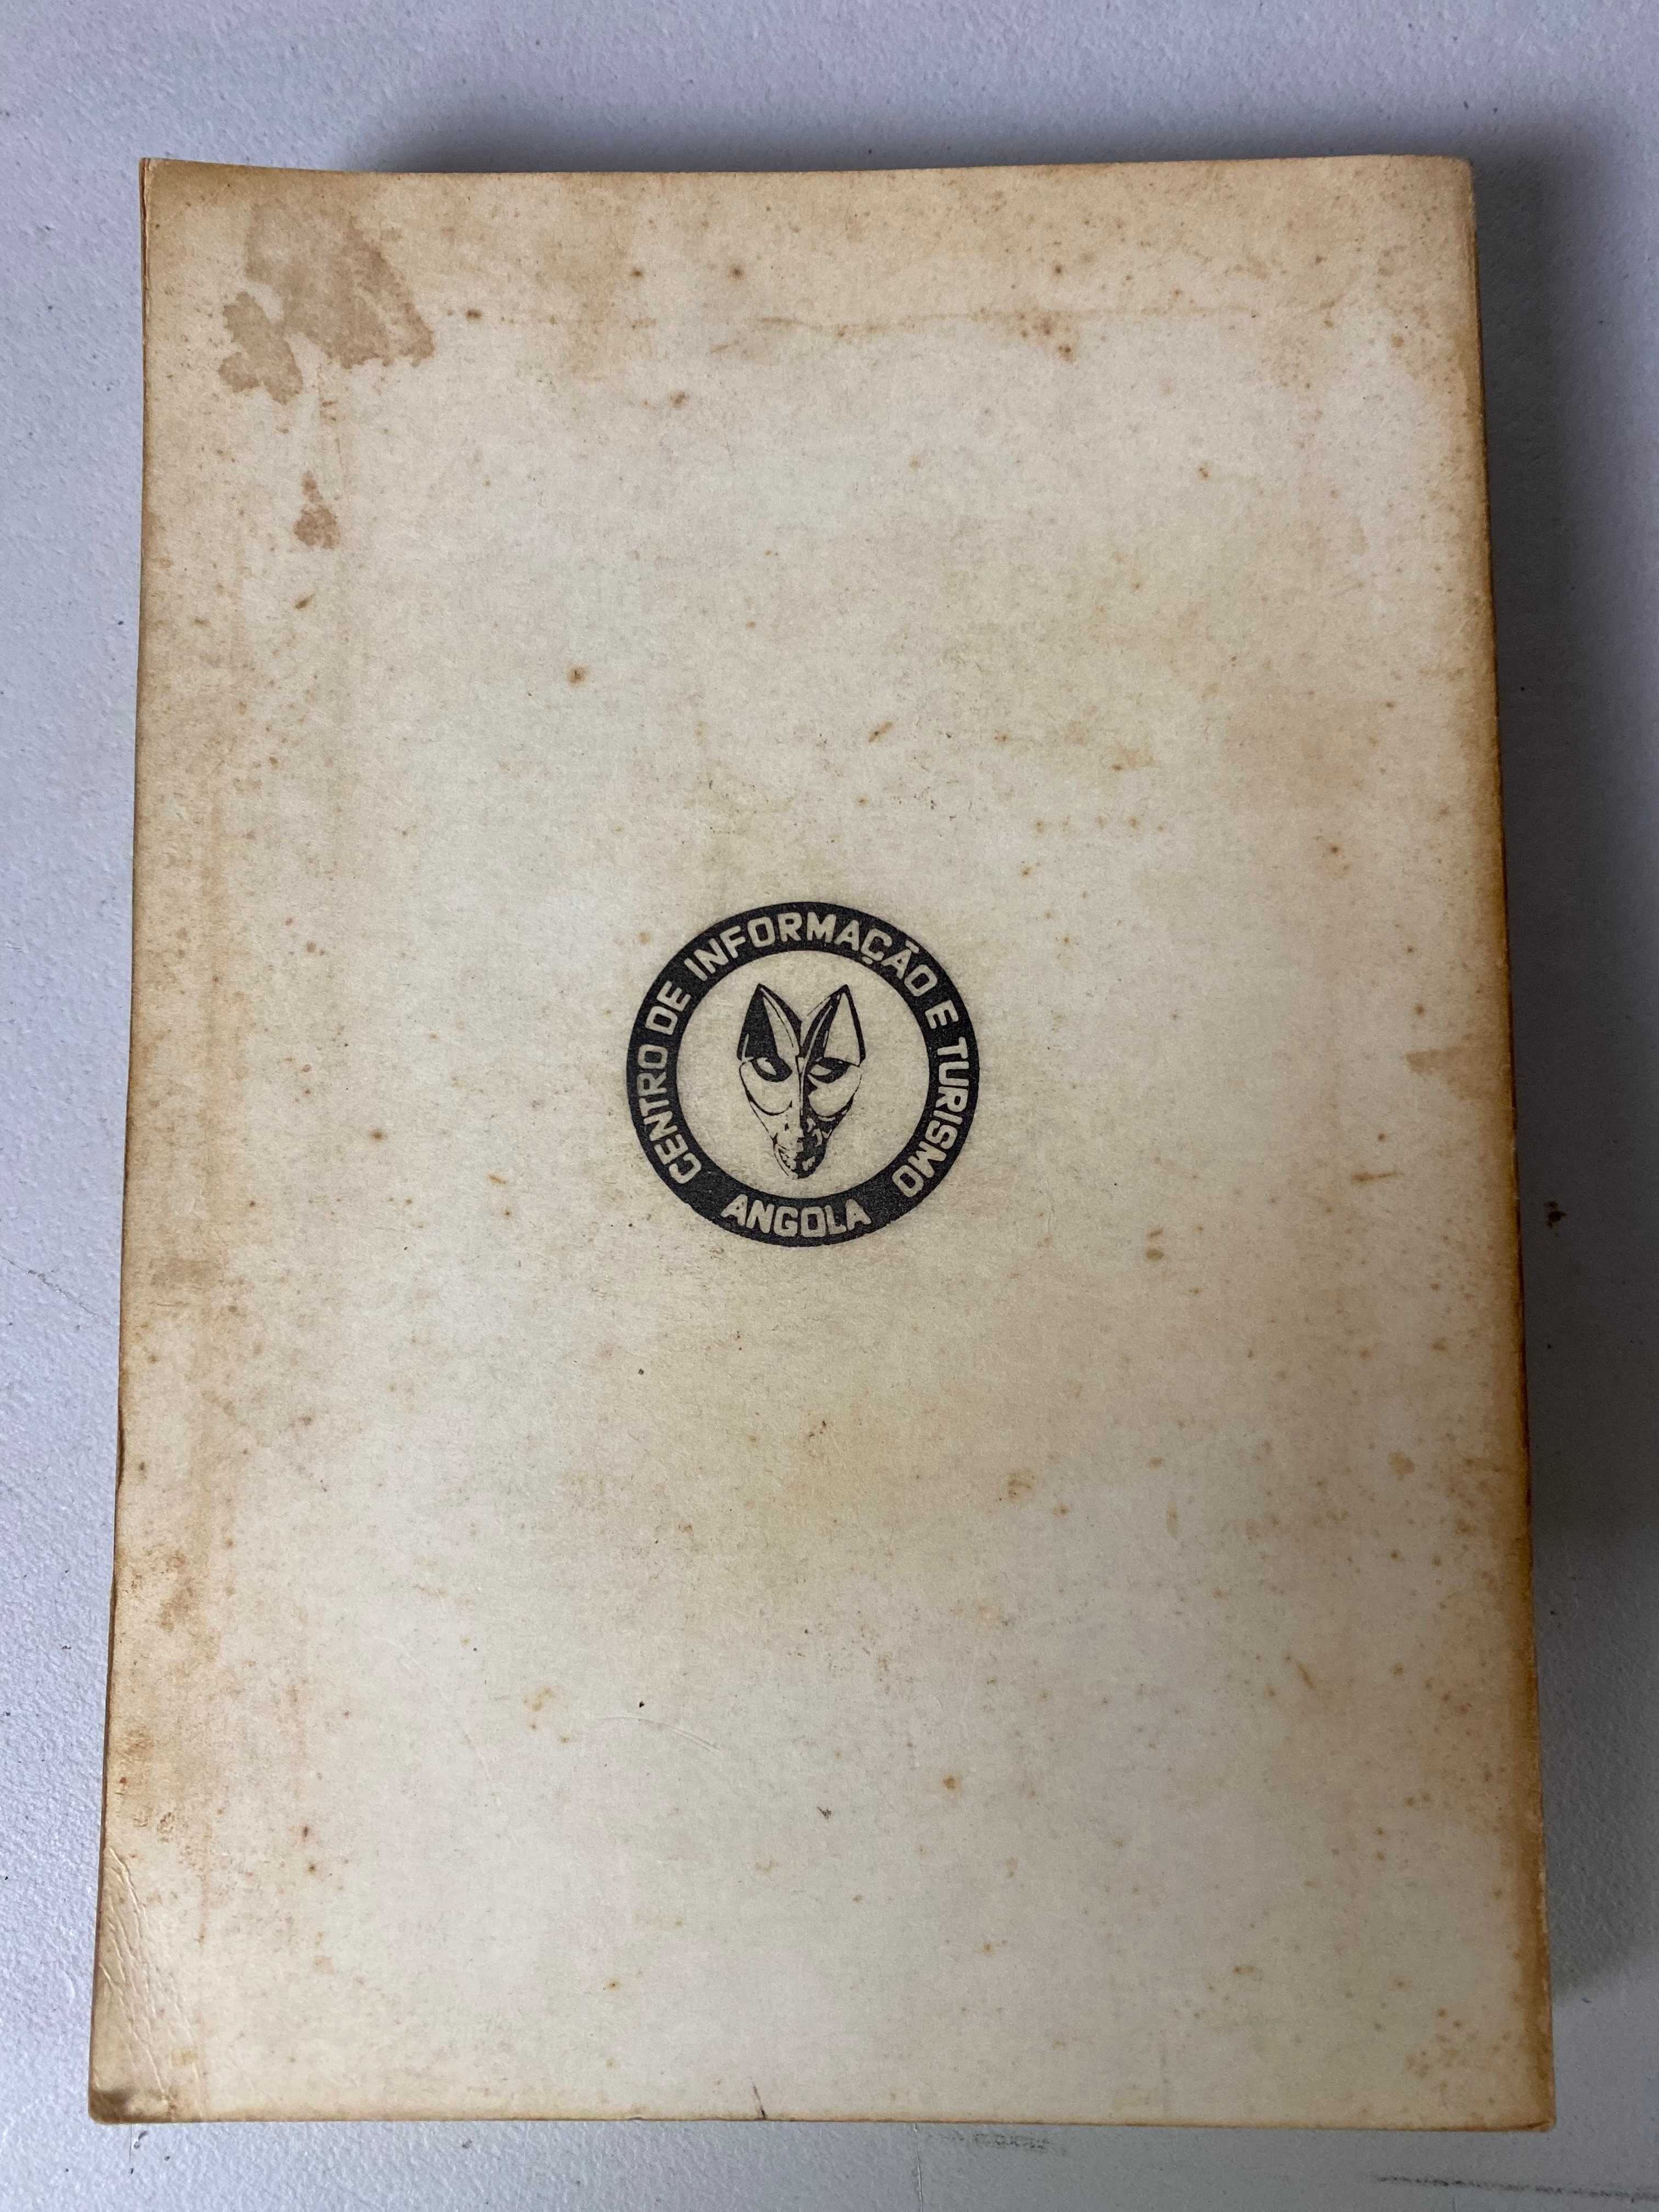 CENTRO DE INFORMAÇÃO E TURISMO
ANGOLA